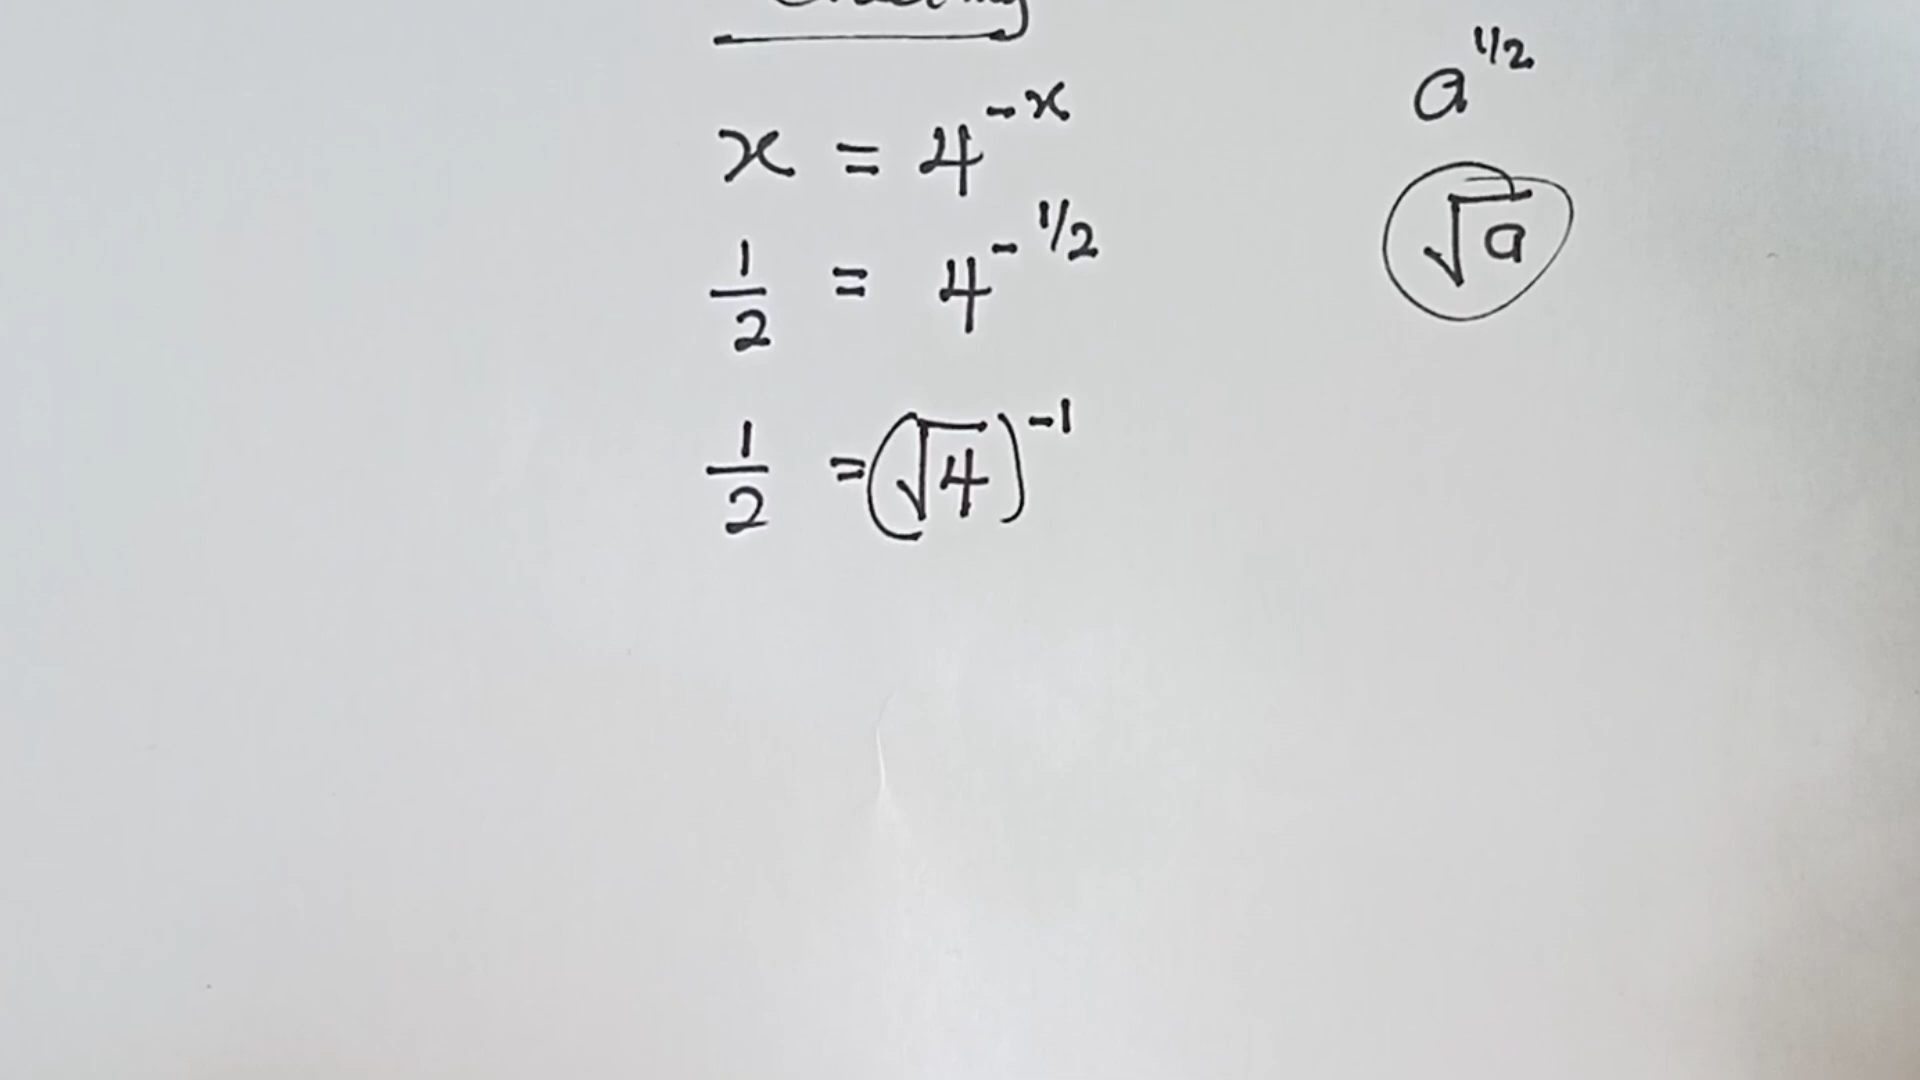 x = 4^{-x}
1/2 = 4^{-1/2}
1/2 = (√4)^{-1}
a^{1/2}
√a